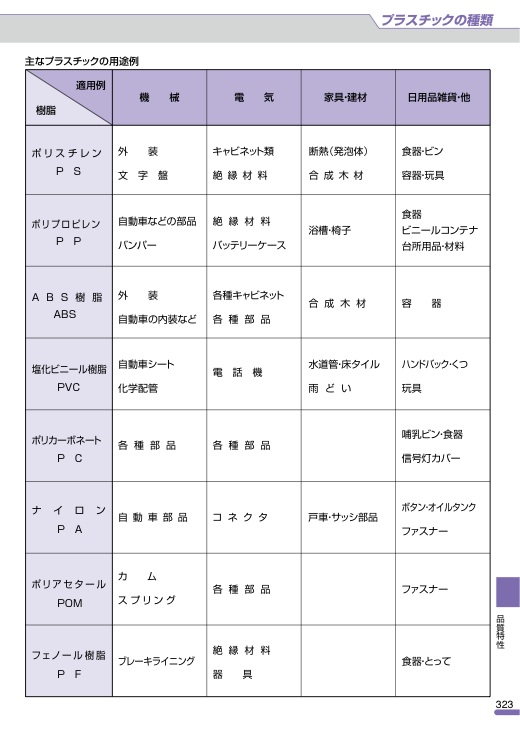 プラスチックの種類
主なプラスチックの用途例
適用例
樹脂
機械
電気
家具・建材
日用品雑貨・他
ポリスチレン
PS
外装
文字盤
キャビネット類
絶縁材料
断熱(発泡体)
合成木材
食器・ビン
容器・玩具
ポリプロピレン
PP
自動車などの部品
バンパー
絶縁材料
バッテリーケース
浴槽・椅子
食器
ビニールコンテナ
台所用品・材料
ABS樹脂
ABS
外装
自動車の内装など
各種キャビネット
各種部品
合成木材
容器
塩化ビニール樹脂
PVC
自動車シート
化学配管
電話機
水道管・床タイル
雨どい
ハンドバック・くつ
玩具
ポリカーボネート
PC
各種部品
各種部品
哺乳ビン・食器
信号灯カバー
ナイロン
PA
自動車部品
コネクタ
戸車・サッシ部品
ボタン・オイルタンク
ファスナー
ポリアセタール
POM
カム
スプリング
各種部品
ファスナー
フェノール樹脂
PF
ブレーキライニング
絶縁材料
器具
食器・とって
品質特性
323